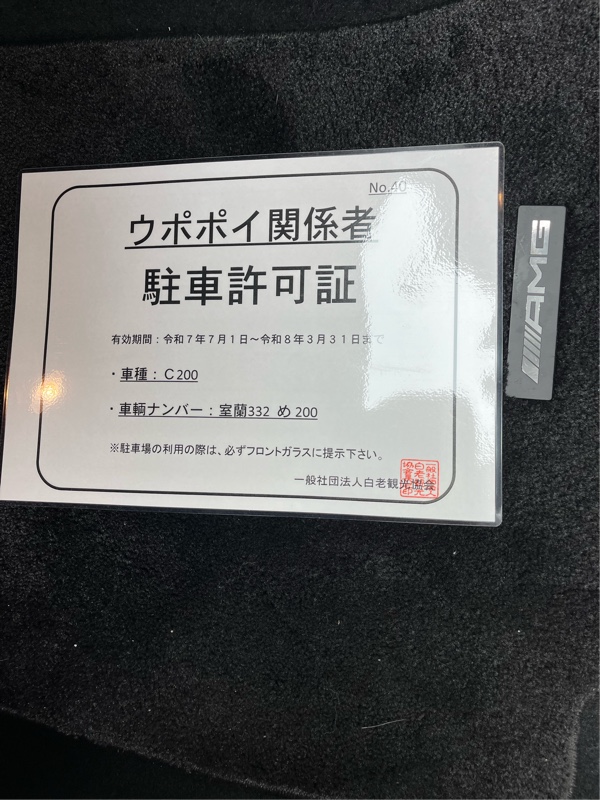 No.40
ウポポイ関係者
駐車許可証
有効期間：令和７年７月１日～令和８年３月３１日まで
・車種：Ｃ200
・車輌ナンバー：室蘭332 め 200
※駐車場の利用の際は、必ずフロントガラスに提示下さい。
一般社団法人白老観光協会
AMG